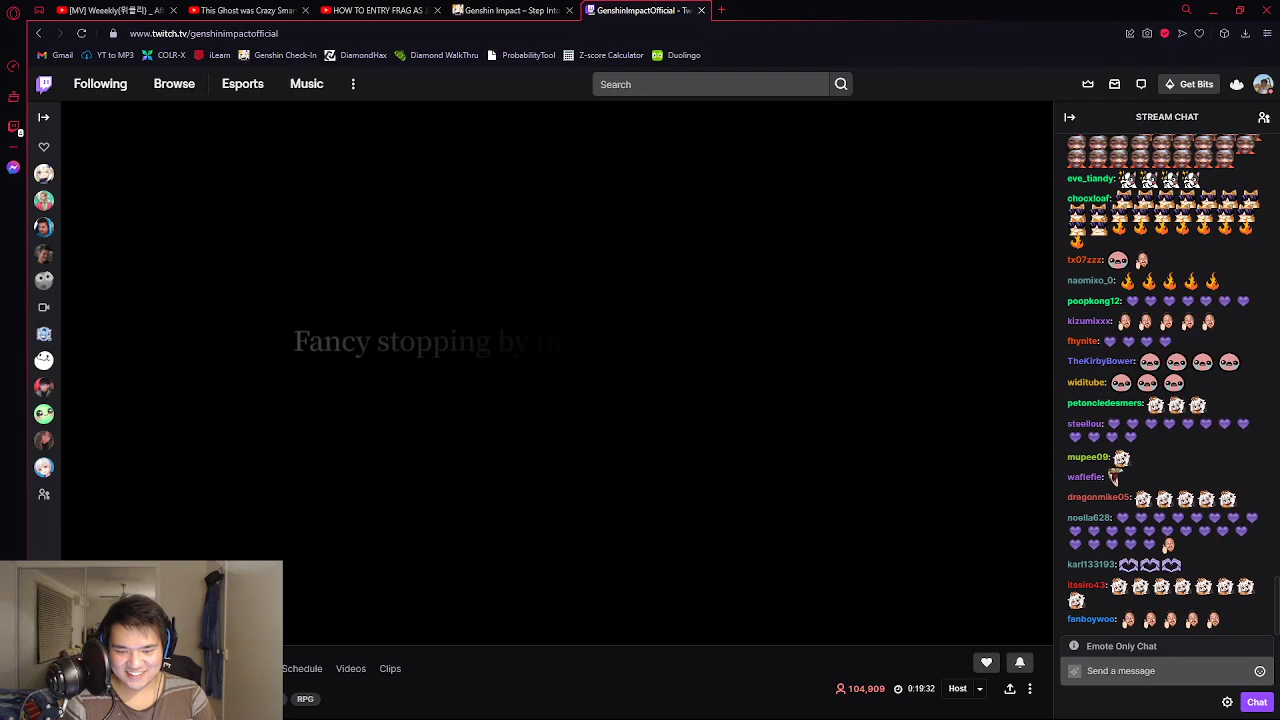 [MV] Weeekly(위클리) _ Aft
This Ghost was Crazy Smar
HOW TO ENTRY FRAG AS J
Genshin Impact – Step Into
GenshinImpactOfficial - Tw
www.twitch.tv/genshinimpactofficial
Gmail
YT to MP3
COLR-X
iLearn
Genshin Check-In
DiamondHax
Diamond WalkThru
ProbabilityTool
Z-score Calculator
Duolingo
Following
Browse
Esports
Music
Search
Get Bits
STREAM CHAT
Fancy stopping by th
eve_tiandy:
chocxloaf:
tx07zzz:
naomixo_0:
poopkong12:
kizumixxx:
fhynite:
TheKirbyBower:
widitube:
petoncledesmers:
steellou:
mupee09:
waflefie:
dragonmike05:
noella628:
karl133193:
itssiro43:
fanboywoo:
Emote Only Chat
Send a message
Chat
Schedule
Videos
Clips
RPG
104,909
0:19:32
Host